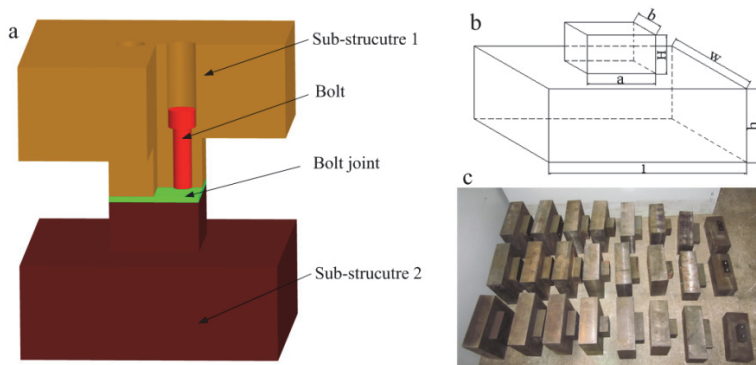 a
Sub-strucutre 1
Bolt
Bolt joint
Sub-strucutre 2
b
b
H
a
w
h
l
c